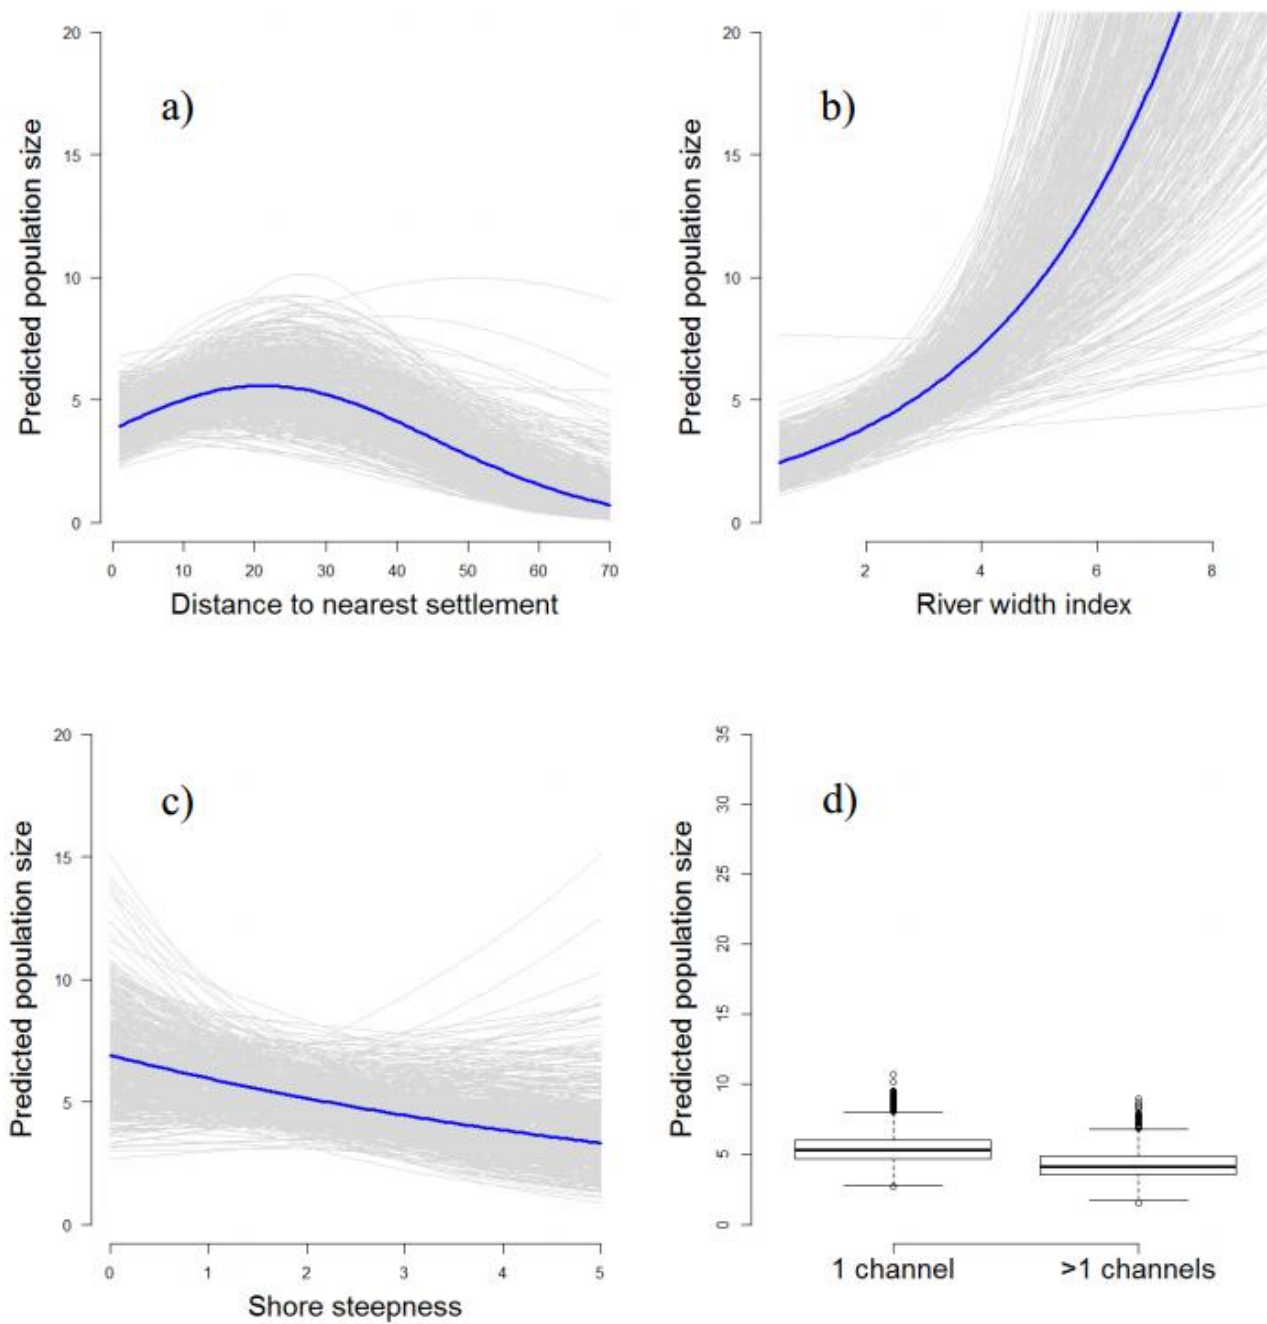 a)
Predicted population size
20
15
10
5
0
0 10 20 30 40 50 60 70
Distance to nearest settlement
b)
Predicted population size
20
15
10
5
0
2 4 6 8
River width index
c)
Predicted population size
20
15
10
5
0
0 1 2 3 4 5
Shore steepness
d)
Predicted population size
35
30
25
20
15
10
5
0
1 channel >1 channels